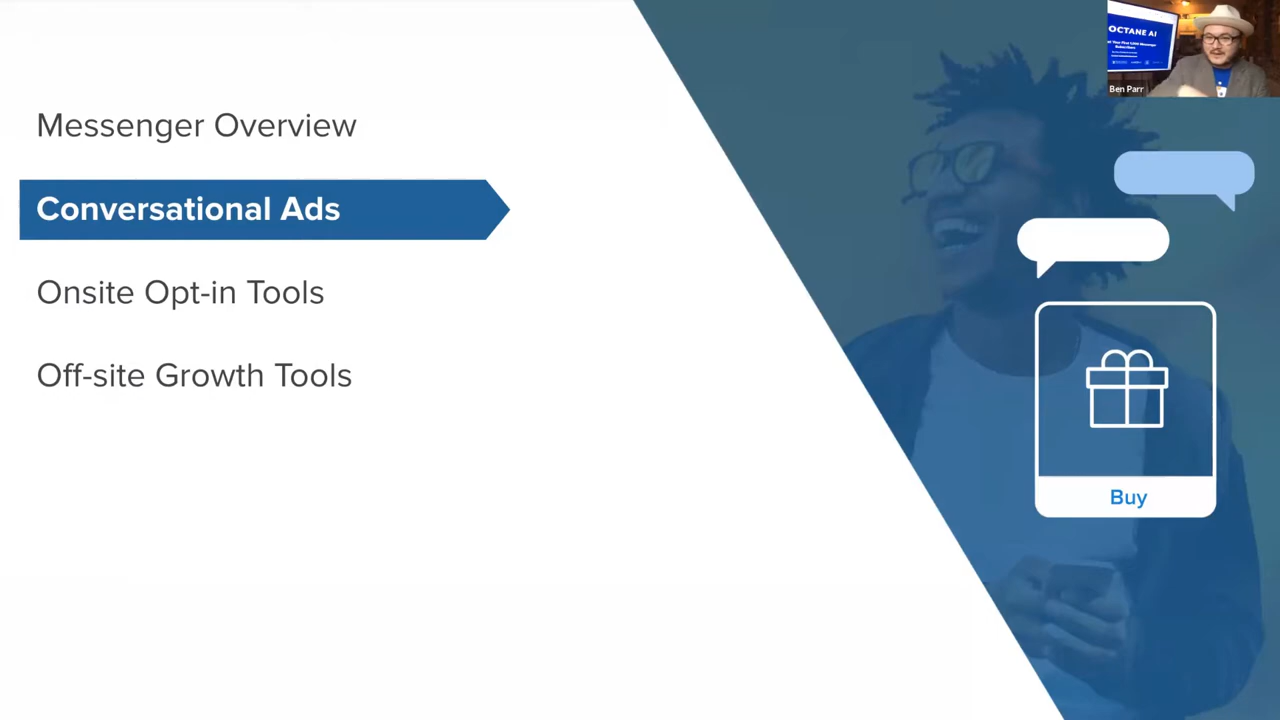 Messenger Overview
Conversational Ads
Onsite Opt-in Tools
Off-site Growth Tools
Buy
OCTANE AI
Ben Parr